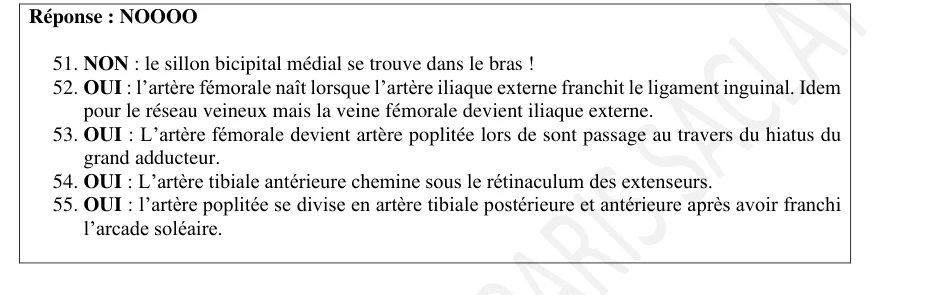 Réponse : NOOOO
51. NON : le sillon bicipital médial se trouve dans le bras !
52. OUI : l’artère fémorale naît lorsque l’artère iliaque externe franchit le ligament inguinal. Idem
pour le réseau veineux mais la veine fémorale devient iliaque externe.
53. OUI : L’artère fémorale devient artère poplitée lors de sont passage au travers du hiatus du
grand adducteur.
54. OUI : L’artère tibiale antérieure chemine sous le rétinaculum des extenseurs.
55. OUI : l’artère poplitée se divise en artère tibiale postérieure et antérieure après avoir franchi
l’arcade soléaire.
PARIS SACLAY